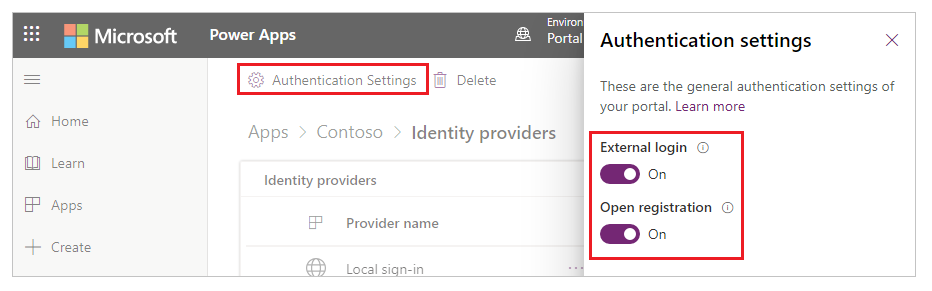 Microsoft Power Apps
Environ
Portal
Authentication settings
These are the general authentication settings of
your portal. Learn more
External login
On
Open registration
On
Home
Learn
Apps
Create
Authentication Settings Delete
Apps > Contoso > Identity providers
Identity providers
Provider name
Local sign-in ...